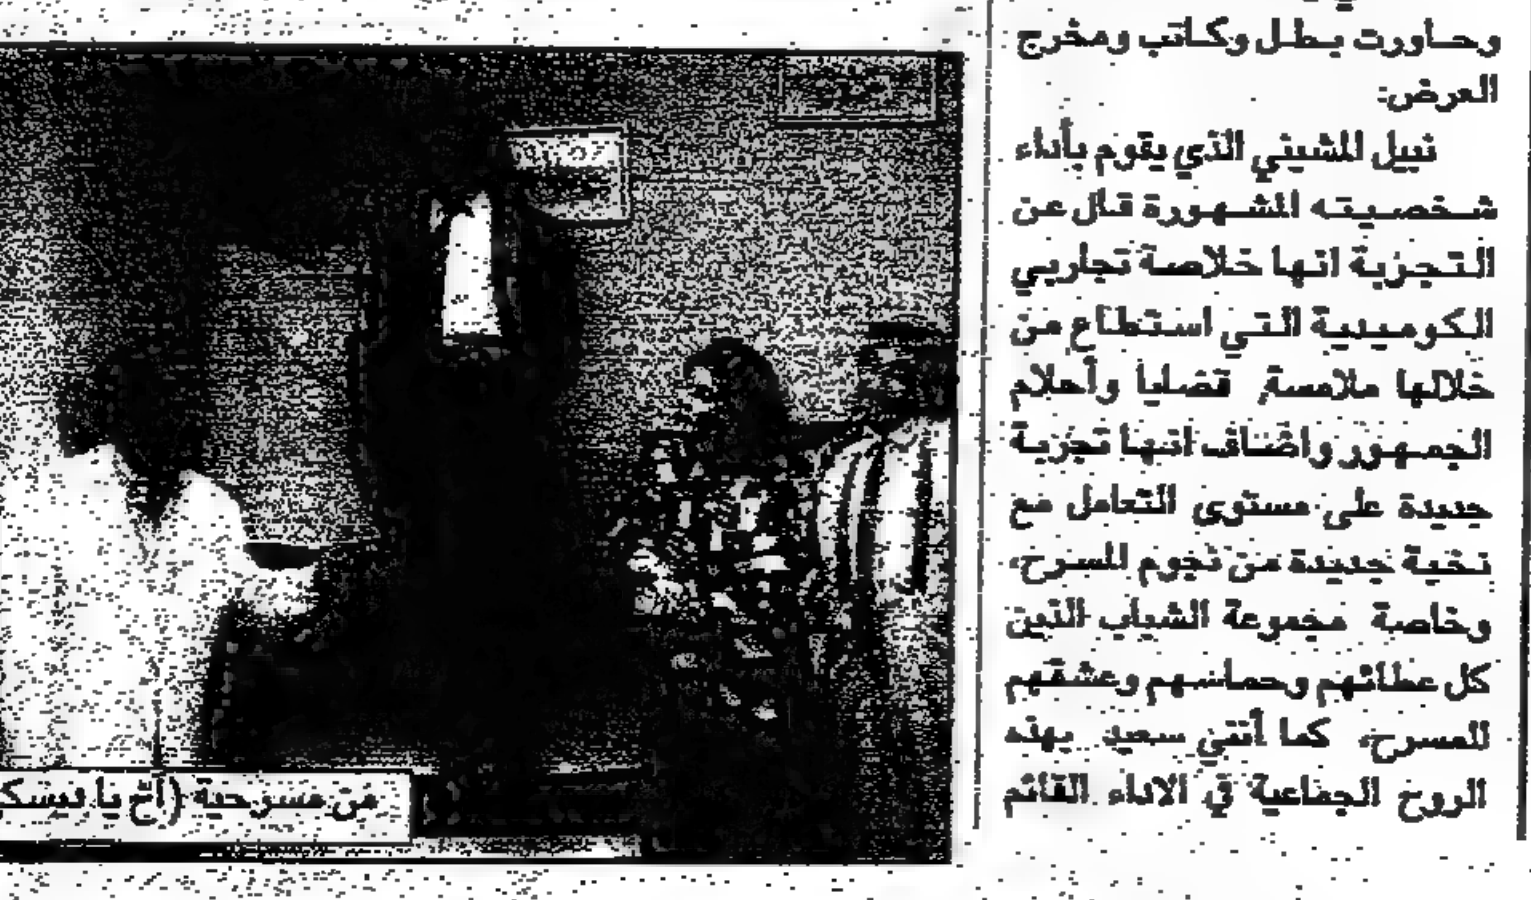 وحاورت بطل وكاتب ومخرج
العرض:
نبيل المشيني الذي يقوم بأداء
شخصيته المشهورة قال عن
التجربة انها خلاصة تجاربي
الكوميدية التي استطاع من
خلالها ملامسة قضايا وأحلام
الجمهور واضاف انها تجربة
جديدة على مستوى التعامل مع
نخبة جديدة من نجوم المسرح،
وخاصة مجموعة الشباب الذين
كل عطائهم وحماسهم وعشقهم
للمسرح، كما أنني سعيد بهذه
الروح الجماعية في الاداء القائم
من مسرحية (آخ يا